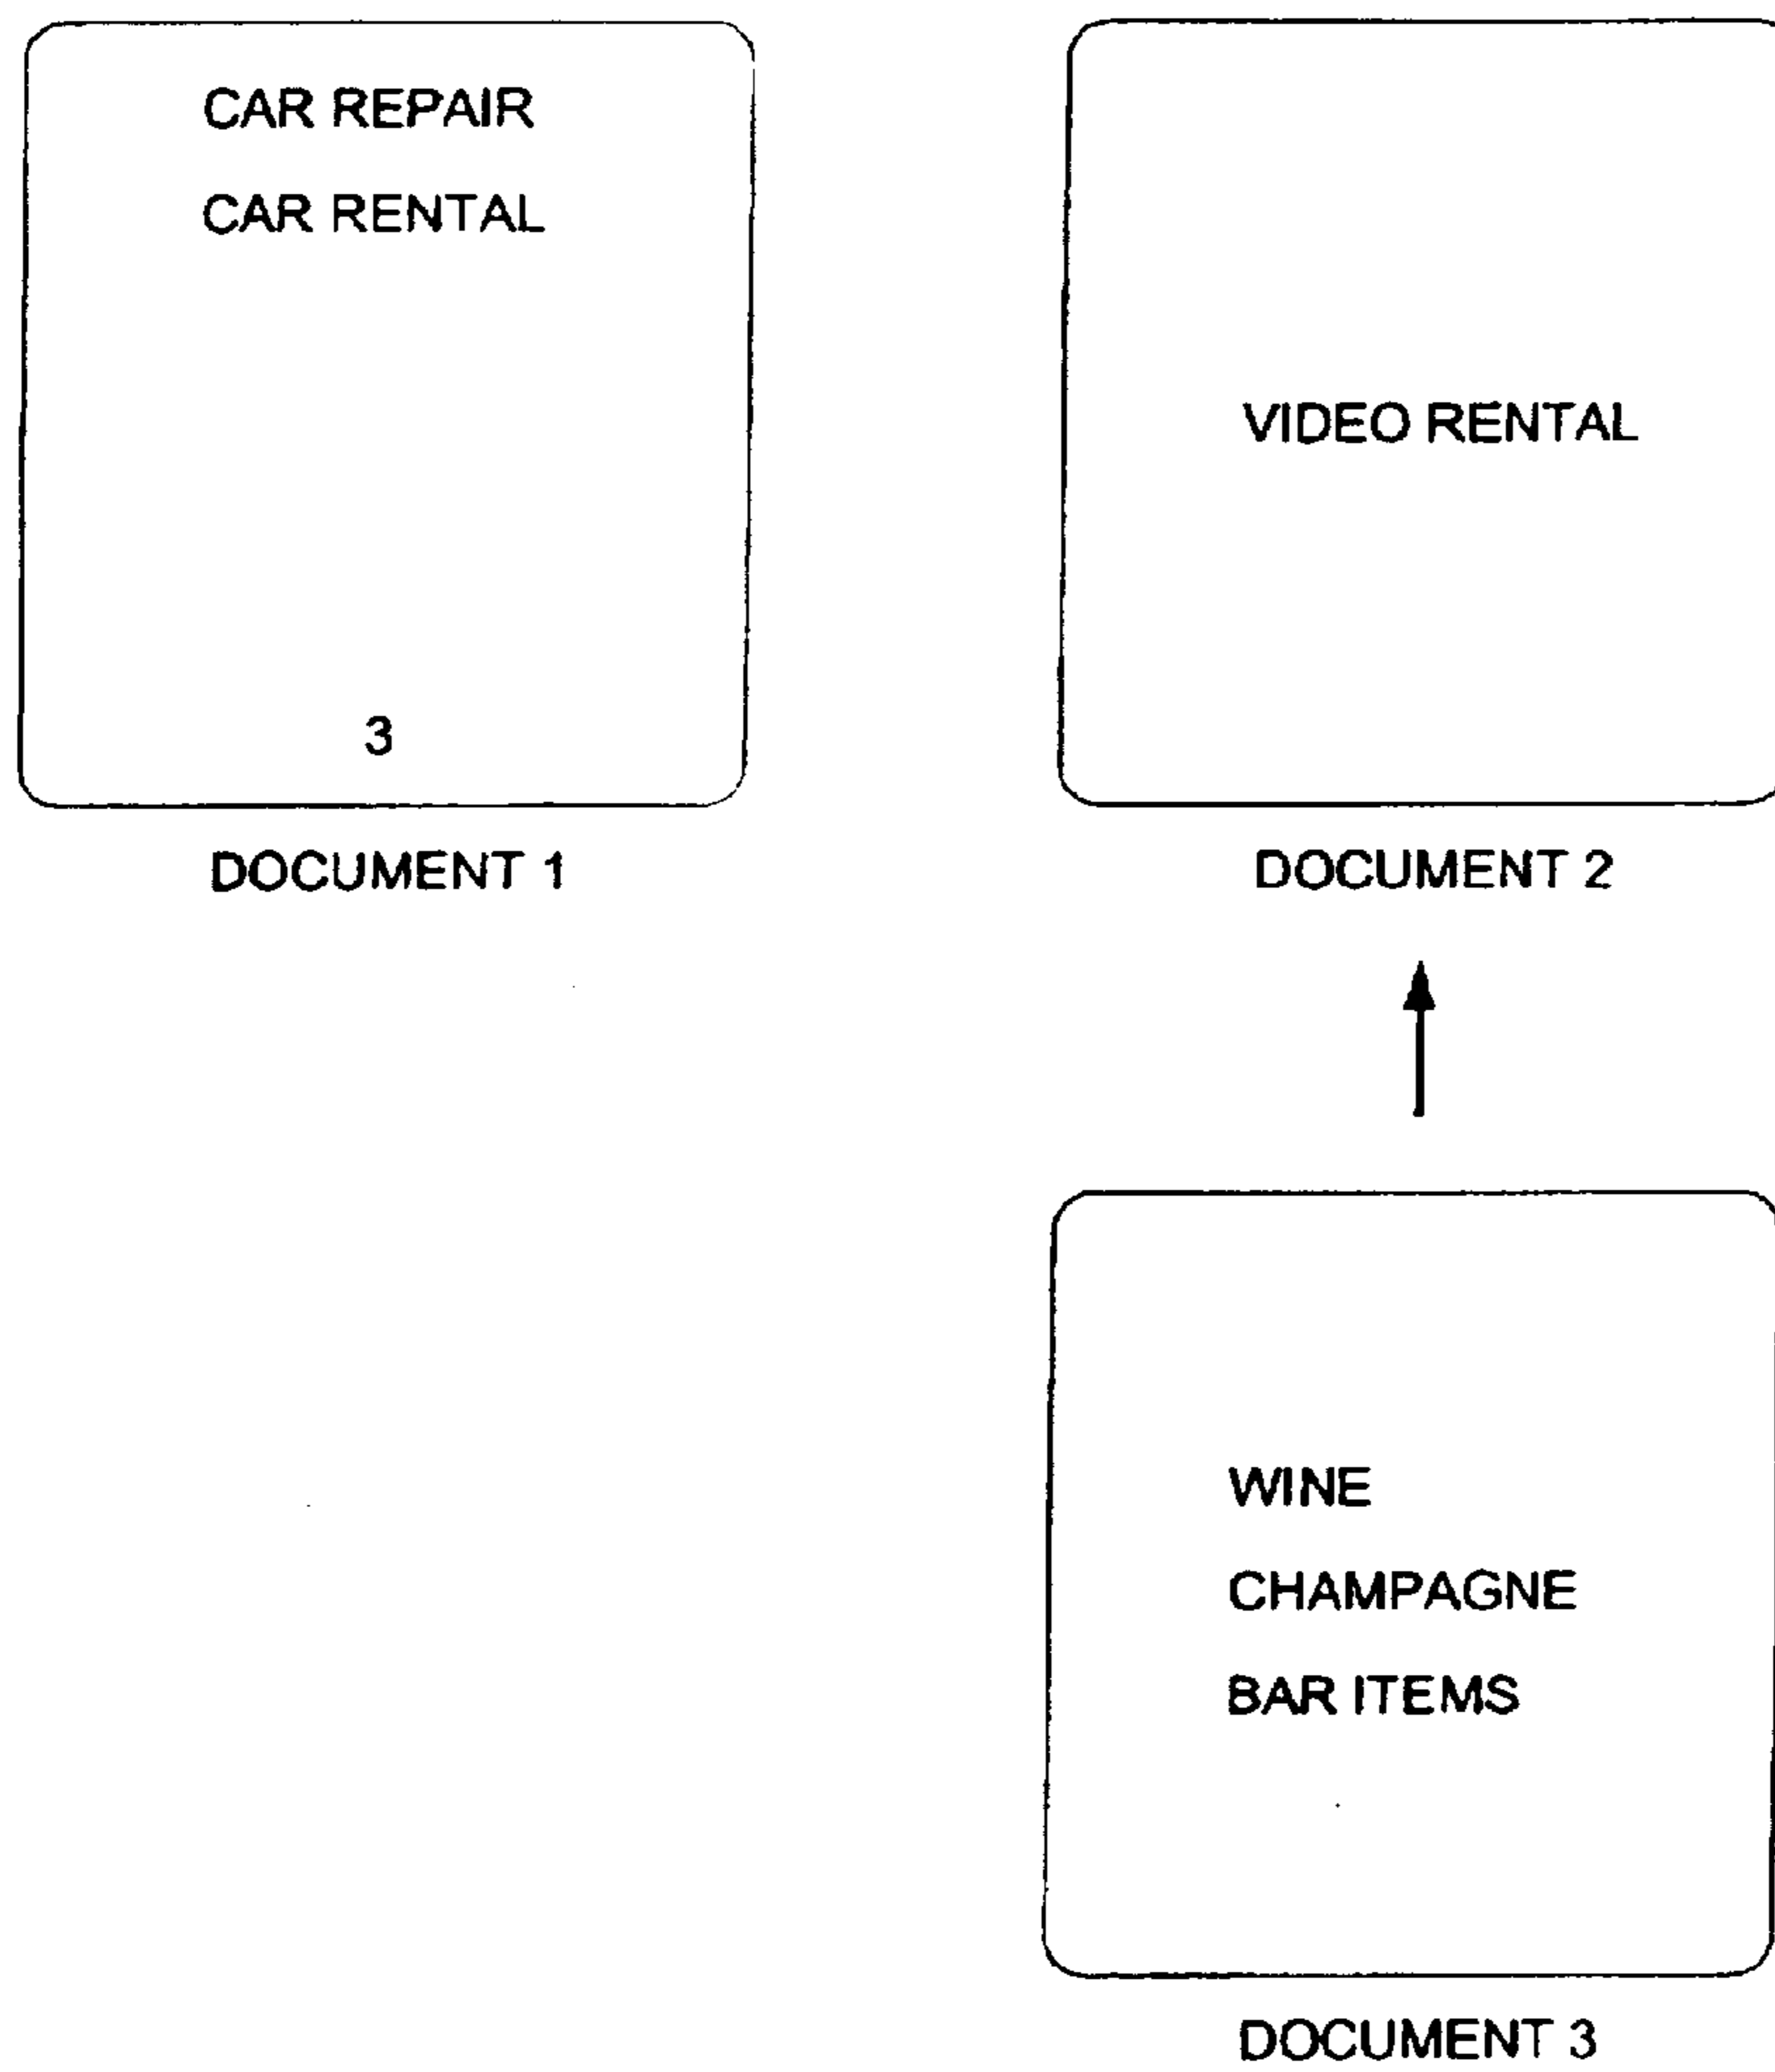 CAR REPAIR
CAR RENTAL
3
DOCUMENT 1
VIDEO RENTAL
DOCUMENT 2
WINE
CHAMPAGNE
BAR ITEMS
DOCUMENT 3